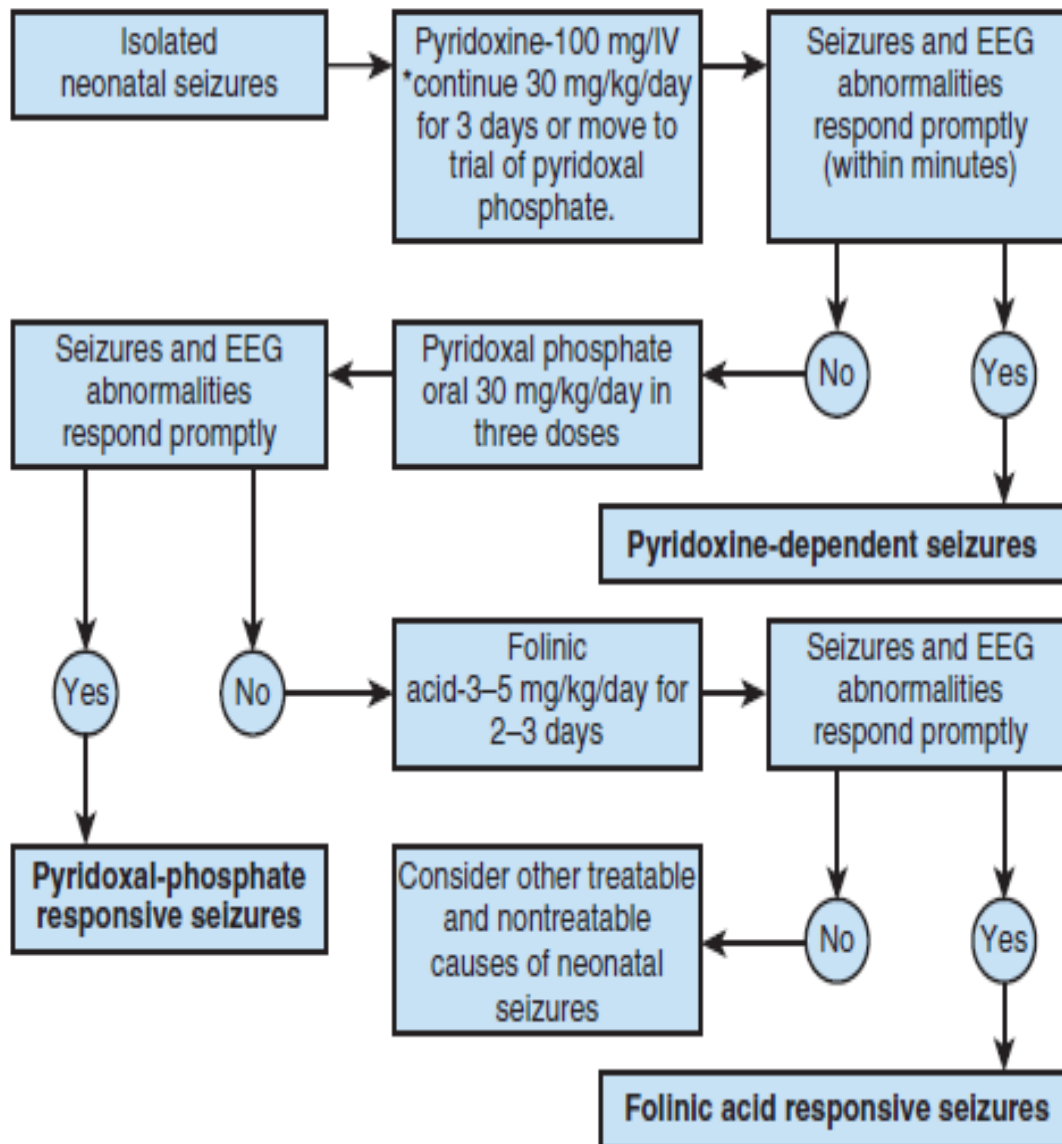 Isolated
neonatal seizures
Pyridoxine-100 mg/IV
*continue 30 mg/kg/day
for 3 days or move to
trial of pyridoxal
phosphate.
Seizures and EEG
abnormalities
respond promptly
(within minutes)
No
Yes
Pyridoxine-dependent seizures
Pyridoxal phosphate
oral 30 mg/kg/day in
three doses
Seizures and EEG
abnormalities
respond promptly
Yes
No
Pyridoxal-phosphate
responsive seizures
Folinic
acid-3–5 mg/kg/day for
2–3 days
Seizures and EEG
abnormalities
respond promptly
No
Yes
Consider other treatable
and nontreatable
causes of neonatal
seizures
Folinic acid responsive seizures